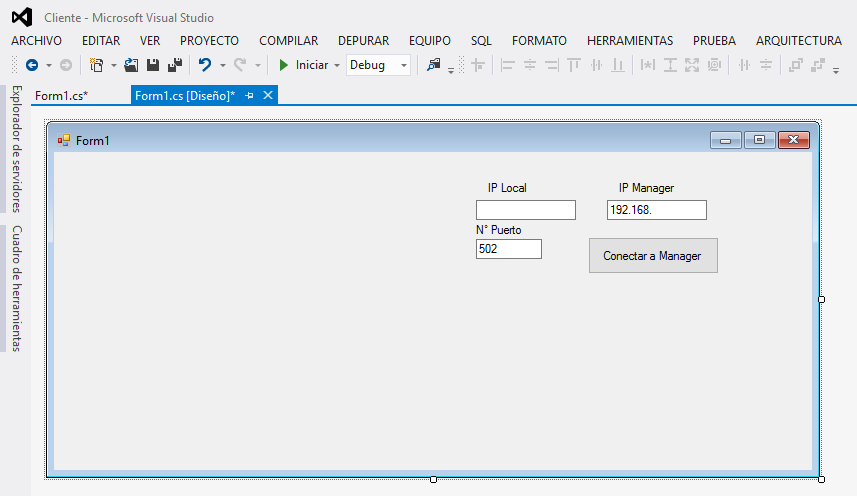 Cliente - Microsoft Visual Studio
ARCHIVO EDITAR VER PROYECTO COMPILAR DEPURAR EQUIPO SQL FORMATO HERRAMIENTAS PRUEBA ARQUITECTURA
Iniciar Debug
Explorador de servidores
Cuadro de herramientas
Form1.cs* Form1.cs [Diseño]*
Form1
IP Local IP Manager
192.168.
N° Puerto
502
Conectar a Manager